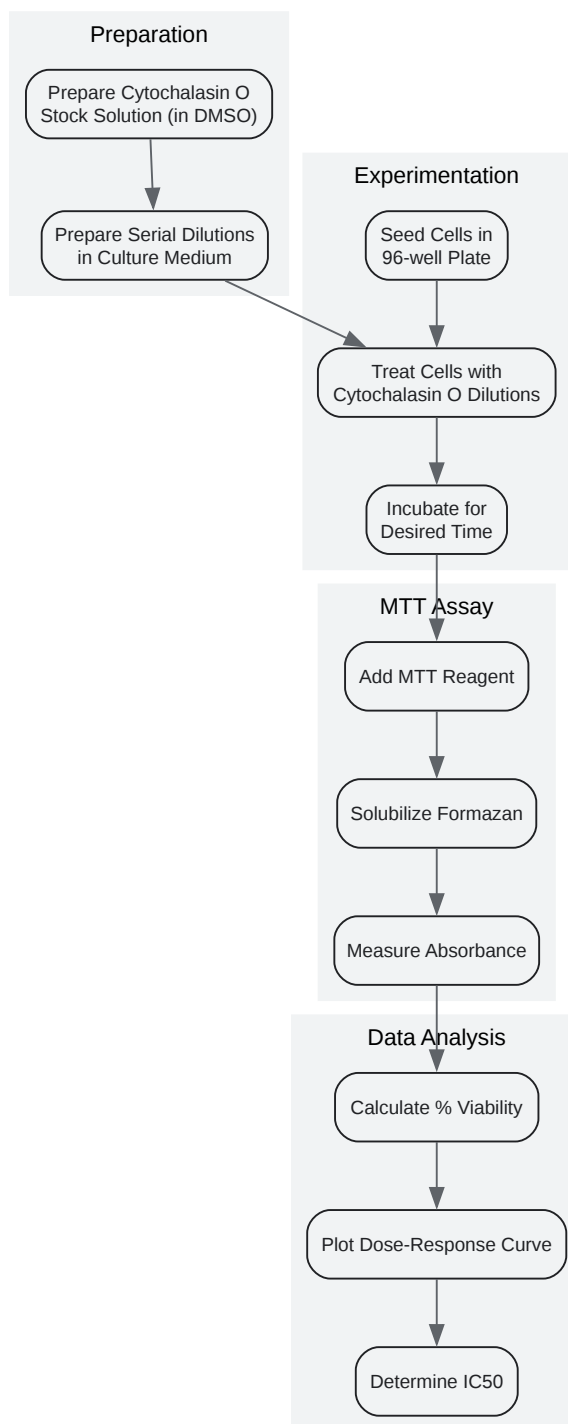 Preparation
Prepare Cytochalasin O
Stock Solution (in DMSO)
Prepare Serial Dilutions
in Culture Medium
Experimentation
Seed Cells in
96-well Plate
Treat Cells with
Cytochalasin O Dilutions
Incubate for
Desired Time
MTT Assay
Add MTT Reagent
Solubilize Formazan
Measure Absorbance
Data Analysis
Calculate % Viability
Plot Dose-Response Curve
Determine IC50